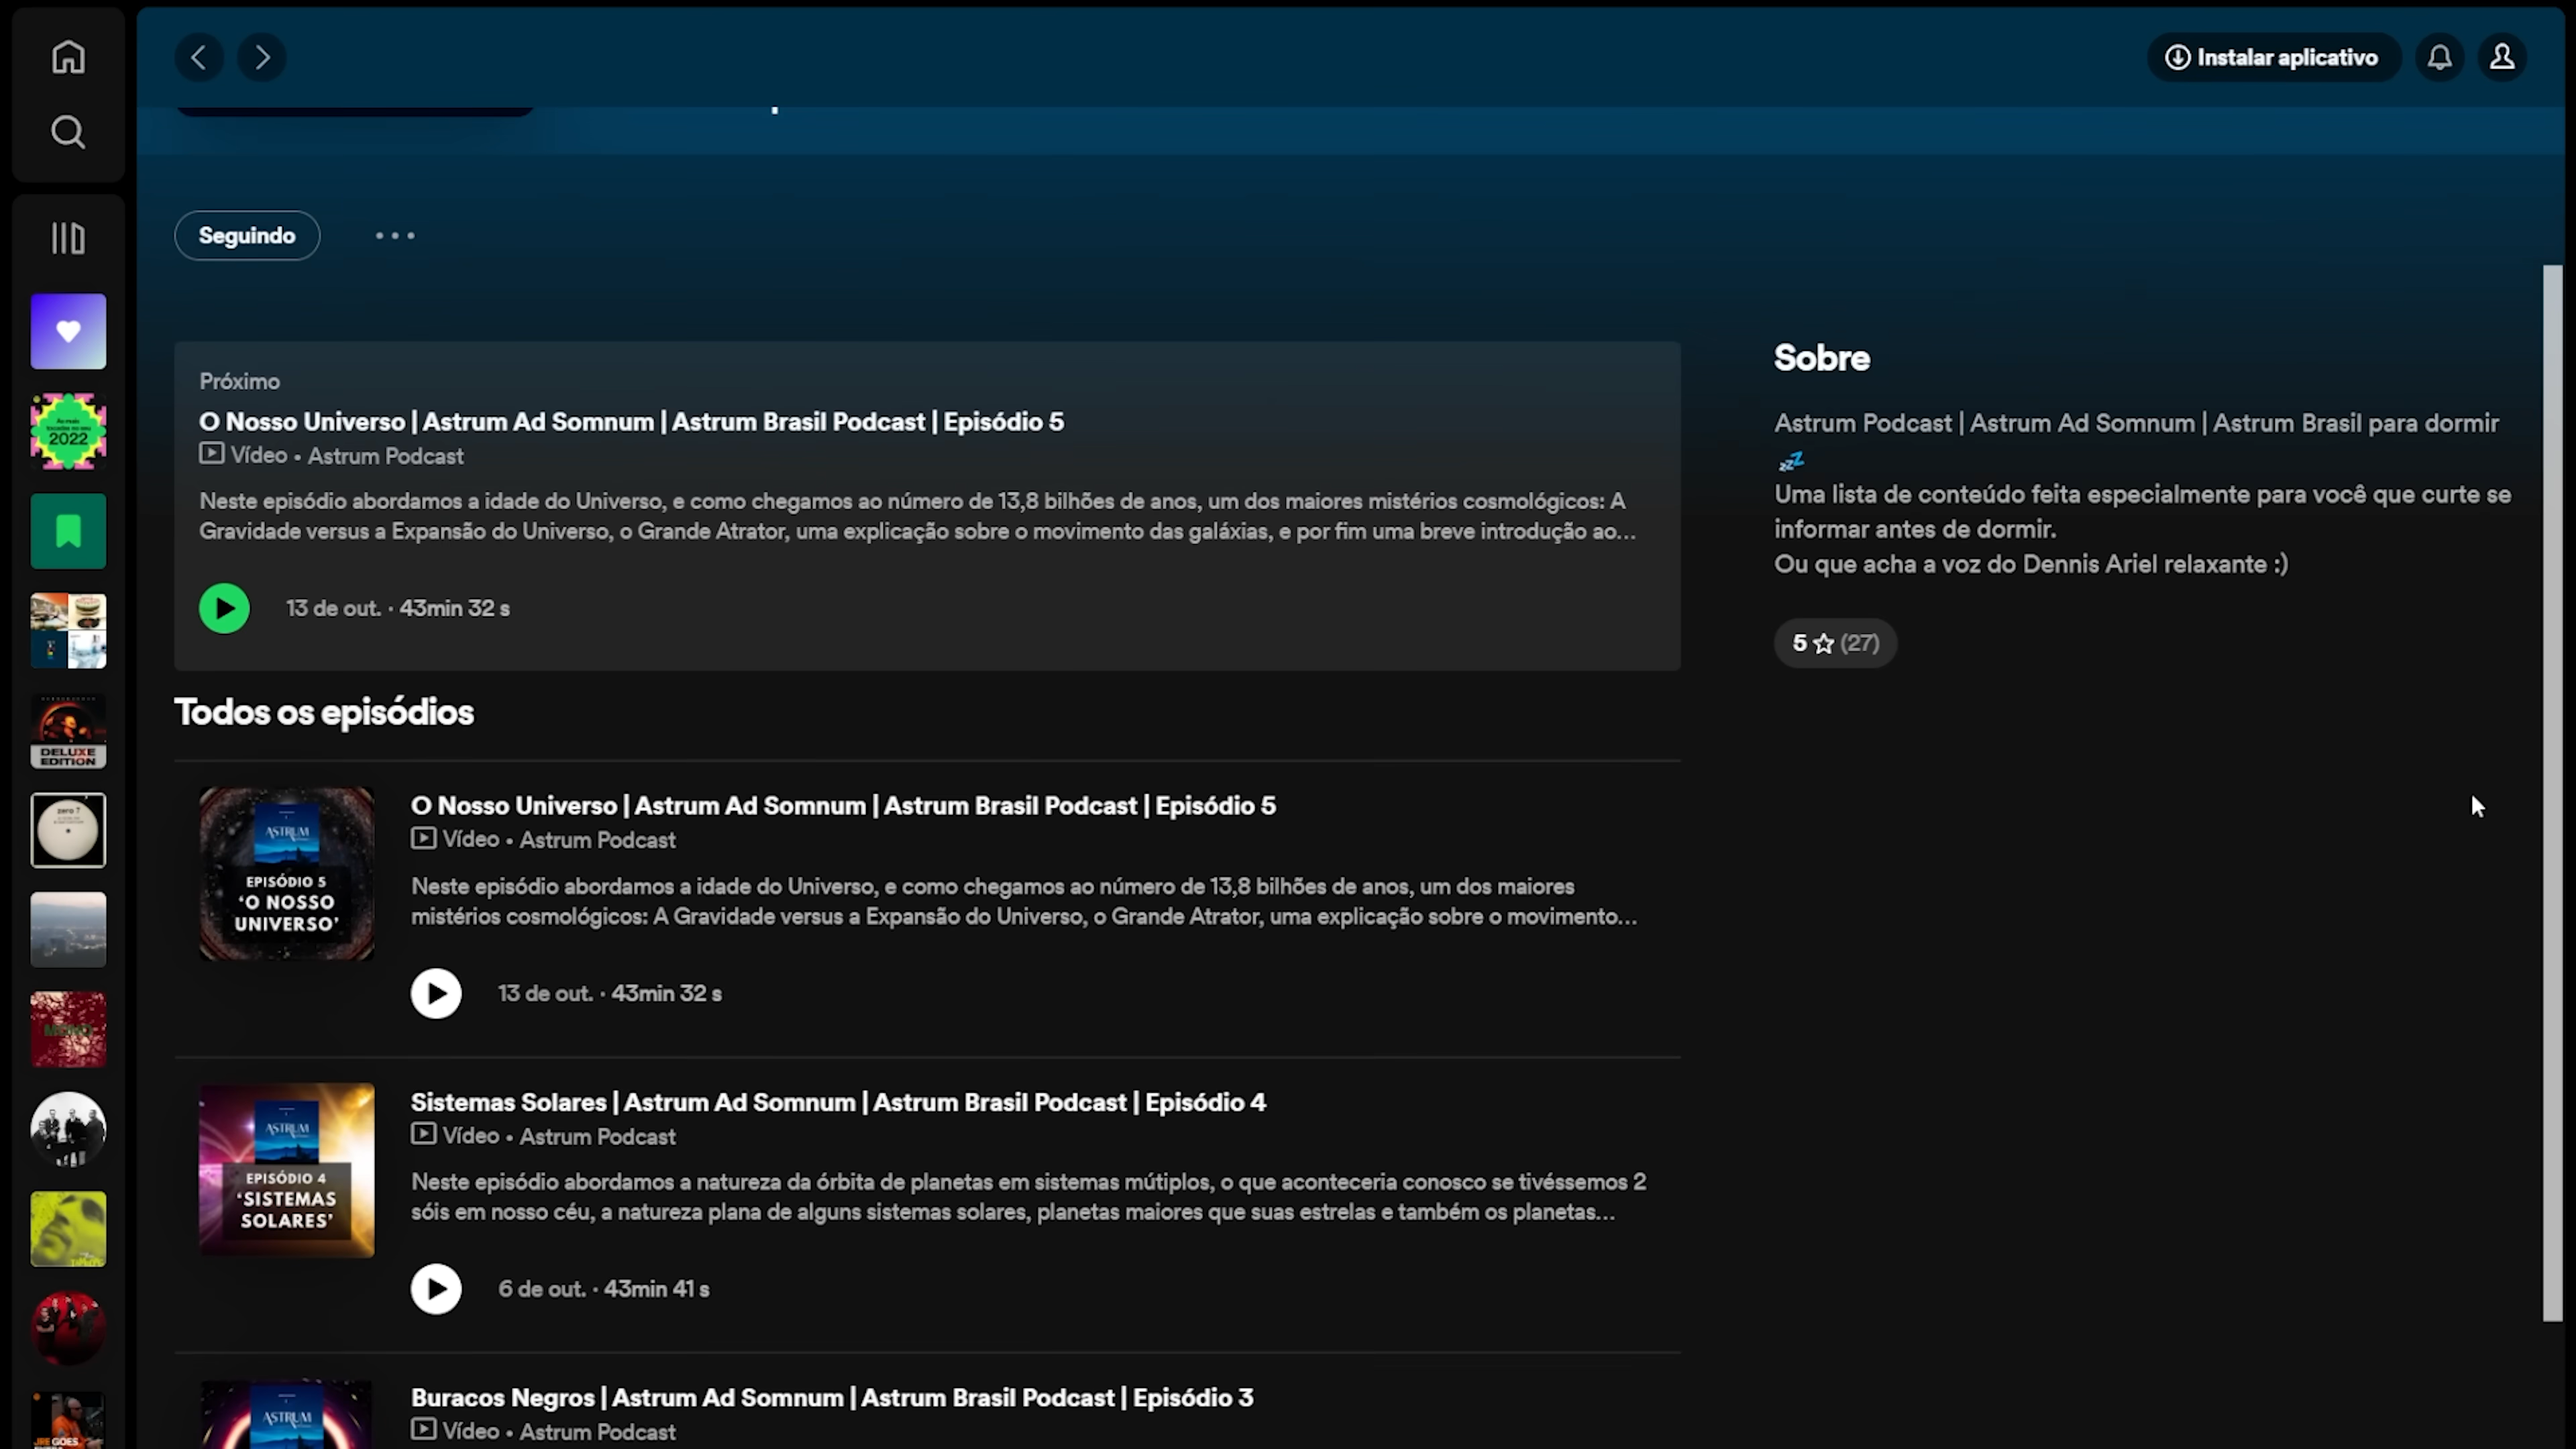 Instalar aplicativo
Seguindo
Próximo
O Nosso Universo | Astrum Ad Somnum | Astrum Brasil Podcast | Episódio 5
Vídeo • Astrum Podcast
Neste episódio abordamos a idade do Universo, e como chegamos ao número de 13,8 bilhões de anos, um dos maiores mistérios cosmológicos: A
Gravidade versus a Expansão do Universo, o Grande Atrator, uma explicação sobre o movimento das galáxias, e por fim uma breve introdução ao...
13 de out. · 43min 32 s
Sobre
Astrum Podcast | Astrum Ad Somnum | Astrum Brasil para dormir
💤
Uma lista de conteúdo feita especialmente para você que curte se
informar antes de dormir.
Ou que acha a voz do Dennis Ariel relaxante :)
5 ☆ (27)
Todos os episódios
ASTRUM
EPISÓDIO 5
‘O NOSSO
UNIVERSO’
O Nosso Universo | Astrum Ad Somnum | Astrum Brasil Podcast | Episódio 5
Vídeo • Astrum Podcast
Neste episódio abordamos a idade do Universo, e como chegamos ao número de 13,8 bilhões de anos, um dos maiores
mistérios cosmológicos: A Gravidade versus a Expansão do Universo, o Grande Atrator, uma explicação sobre o movimento...
13 de out. · 43min 32 s
ASTRUM
EPISÓDIO 4
‘SISTEMAS
SOLARES’
Sistemas Solares | Astrum Ad Somnum | Astrum Brasil Podcast | Episódio 4
Vídeo • Astrum Podcast
Neste episódio abordamos a natureza da órbita de planetas em sistemas mútiplos, o que aconteceria conosco se tivéssemos 2
sóis em nosso céu, a natureza plana de alguns sistemas solares, planetas maiores que suas estrelas e também os planetas...
6 de out. · 43min 41 s
ASTRUM
Buracos Negros | Astrum Ad Somnum | Astrum Brasil Podcast | Episódio 3
Vídeo • Astrum Podcast
2022
DELUXE
EDITION
zero 7
JRE GOES